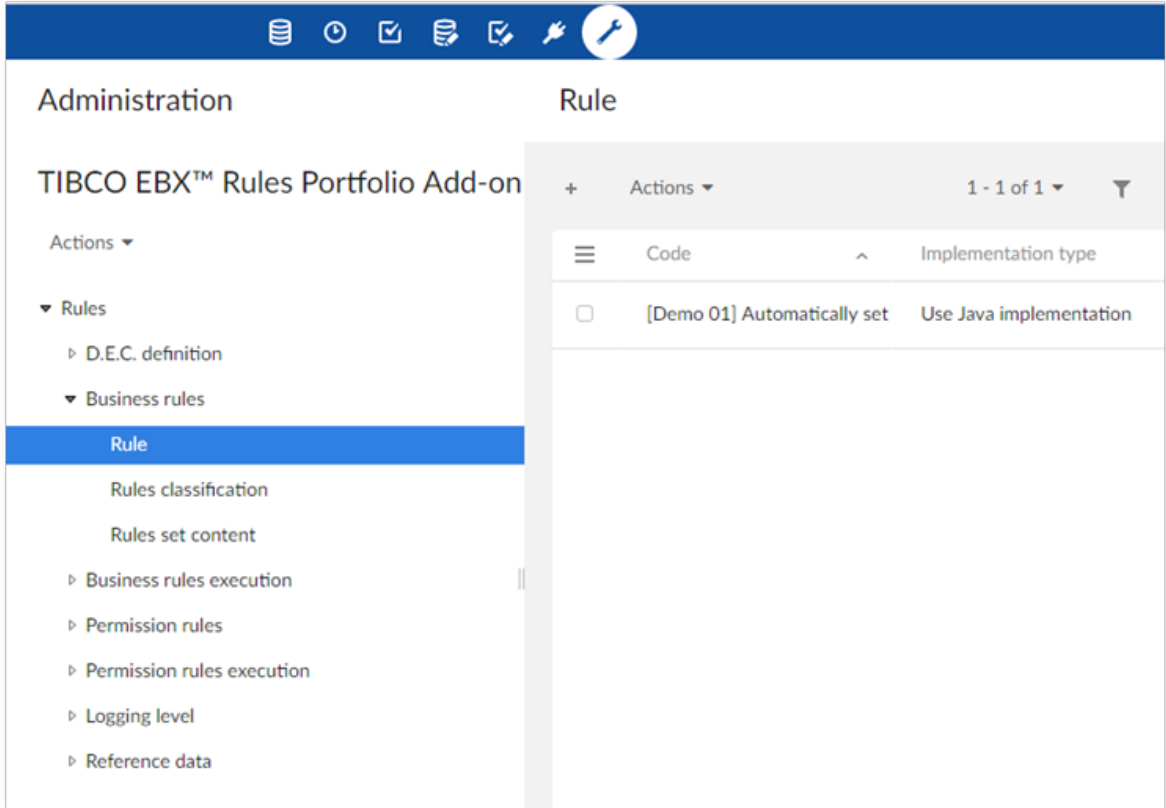 Administration
Rule
TIBCO EBX™ Rules Portfolio Add-on
Actions
1 - 1 of 1
Actions
Code
Implementation type
[Demo 01] Automatically set
Use Java implementation
Rules
D.E.C. definition
Business rules
Rule
Rules classification
Rules set content
Business rules execution
Permission rules
Permission rules execution
Logging level
Reference data